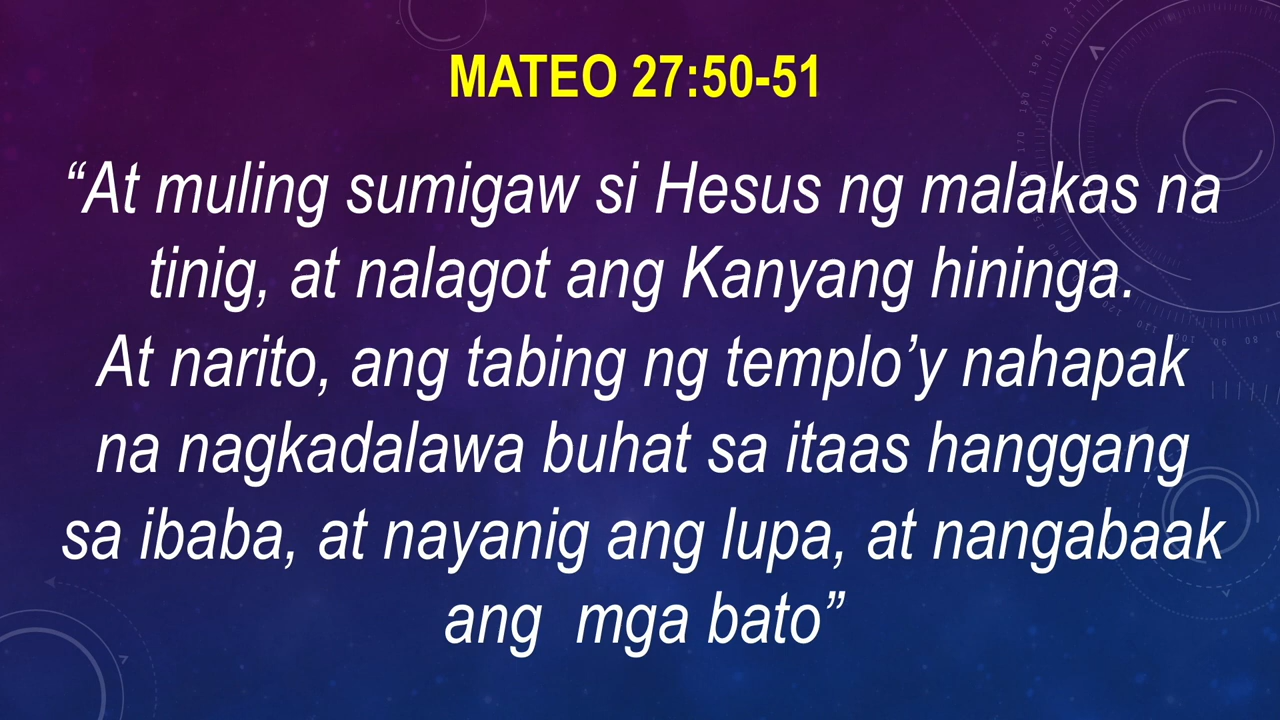 MATEO 27:50-51
“At muling sumigaw si Hesus ng malakas na
tinig, at nalagot ang Kanyang hininga.
At narito, ang tabing ng templo’y nahapak
na nagkadalawa buhat sa itaas hanggang
sa ibaba, at nayanig ang lupa, at nangabaak
ang mga bato”